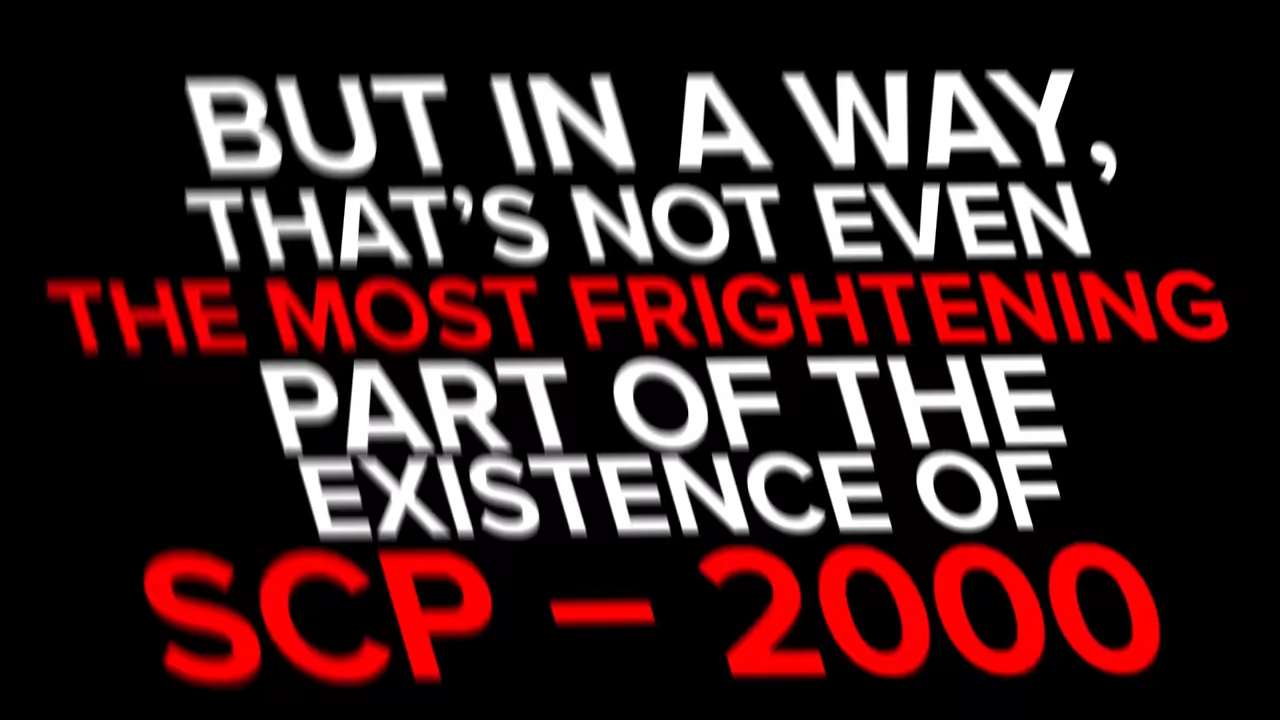 BUT IN A WAY,
THAT'S NOT EVEN
THE MOST FRIGHTENING
PART OF THE
EXISTENCE OF
SCP – 2000